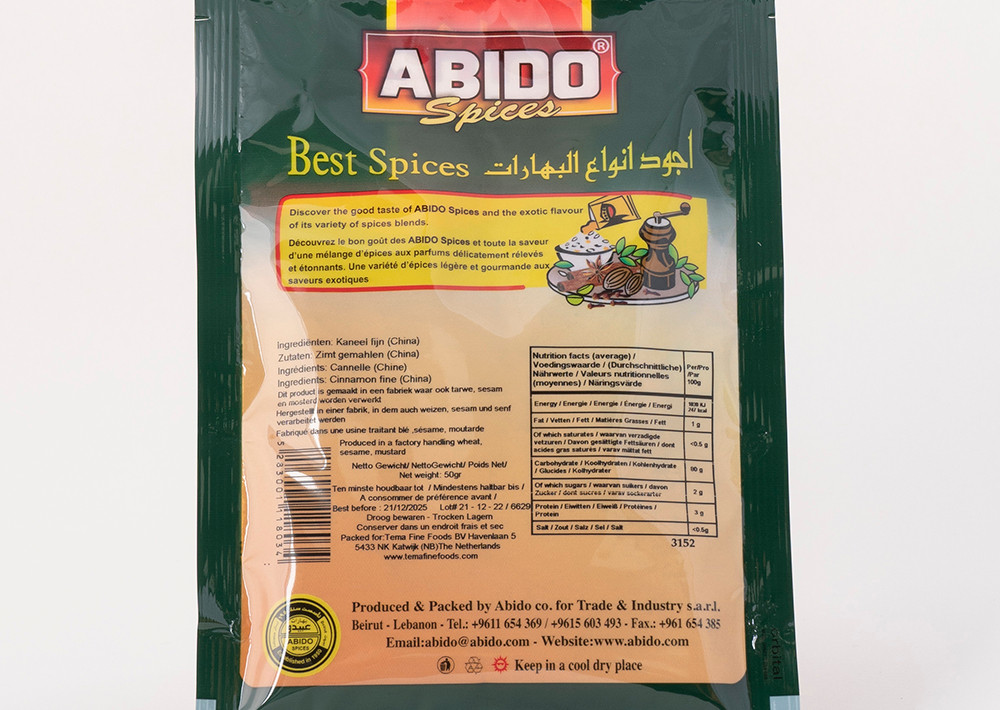 ABIDO®
Spices
Best Spices أجود انواع البهارات
Discover the good taste of ABIDO Spices and the exotic flavour
of its variety of spices blends.
Découvrez le bon goût des ABIDO Spices et toute la saveur
d'une mélange d'épices aux parfums délicatement rélevés
et étonnants. Une variété d'épices légère et gourmande aux
saveurs exotiques
Ingrediënten: Kaneel fijn (China)
Zutaten: Zimt gemahlen (China)
Ingrédients: Cannelle (Chine)
Ingredients: Cinnamon fine (China)
Dit product is gemaakt in een fabriek waar ook tarwe, sesam
en mosterd worden verwerkt
Hergestellt in einer fabrik, in dem auch weizen, sesam und senf
verarbeitet werden
Fabriqué dans une usine traitant blé ,sésame, moutarde
Produced in a factory handling wheat,
sesame, mustard
Netto Gewicht/ NettoGewicht/ Poids Net/
Net weight: 50gr
Ten minste houdbaar tot / Mindestens haltbar bis /
A consommer de préférence avant /
Best before : 21/12/2025 Lot# 21 - 12 - 22 / 6629
Droog bewaren - Trocken Lagern
Conserver dans un endroit frais et sec
Packed for:Tema Fine Foods BV Havenlaan 5
5433 NK Katwijk (NB)The Netherlands
www.temafinefoods.com
Nutrition facts (average) /
Voedingswaarde / (Durchschnittliche)
Nährwerte / Valeurs nutritionnelles
(moyennes) / Näringsvärde
Per/Pro
/Par
100g
Energy / Energie / Energie / Énergie / Energi
247 kcal
Fat / Vetten / Fett / Matières Grasses / Fett 1 g
Of which saturates / waarvan verzadigde
vetzuren / Davon gesättigte Fettsäuren / dont
acides gras saturés / varav mättat fett
<0.5 g
Carbohydrate / Koolhydraten / Kohlenhydrate
/ Glucides / Kolhydrater
Of which sugars / waarvan suikers / davon
Zucker / dont sucres / varav sockerarter
2 g
Protein / Eiwitten / Eiweiß / Protéines /
Protein
3 g
Salt / Zout / Salz / Sel / Salt <0.5g
3152
ABIDO
SPICES
Established in
Produced & Packed by Abido co. for Trade & Industry s.a.r.l.
Beirut - Lebanon - Tel.: +9611 654 369 / +9615 603 493 - Fax.: +961 654 385
Email:abido@abido.com - Website:www.abido.com
Keep in a cool dry place